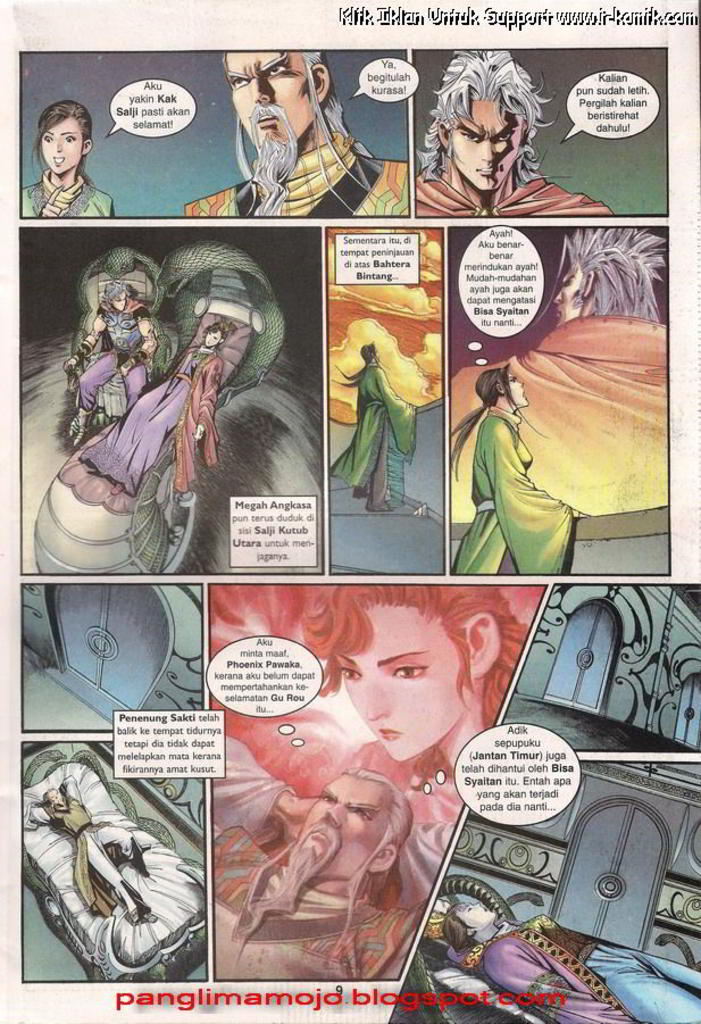 Klik Iklan Untuk Support www.ir-komik.com
Aku
yakin Kak
Salji pasti akan
selamat!
Ya,
begitulah
kurasa!
Kalian
pun sudah letih.
Pergilah kalian
beristirehat
dahulu!
Megah Angkasa
pun terus duduk di
sisi Salji Kutub
Utara untuk men-
jaganya.
Sementara itu, di
tempat peninjauan
di atas Bahtera
Bintang...
Ayah!
Aku benar-
benar
merindukan ayah!
Mudah-mudahan
ayah juga akan
dapat mengatasi
Bisa Syaitan
itu nanti...
Penenung Sakti telah
balik ke tempat tidurnya
tetapi dia tidak dapat
melelapkan mata kerana
fikirannya amat kusut.
Aku
minta maaf,
Phoenix Pawaka,
kerana aku belum dapat
mempertahankan ke-
selamatan Gu Rou
itu...
Adik
sepupuku
(Jantan Timur) juga
telah dihantui oleh Bisa
Syaitan itu. Entah apa
yang akan terjadi
pada dia nanti...
9
panglimamojo.blogspot.com